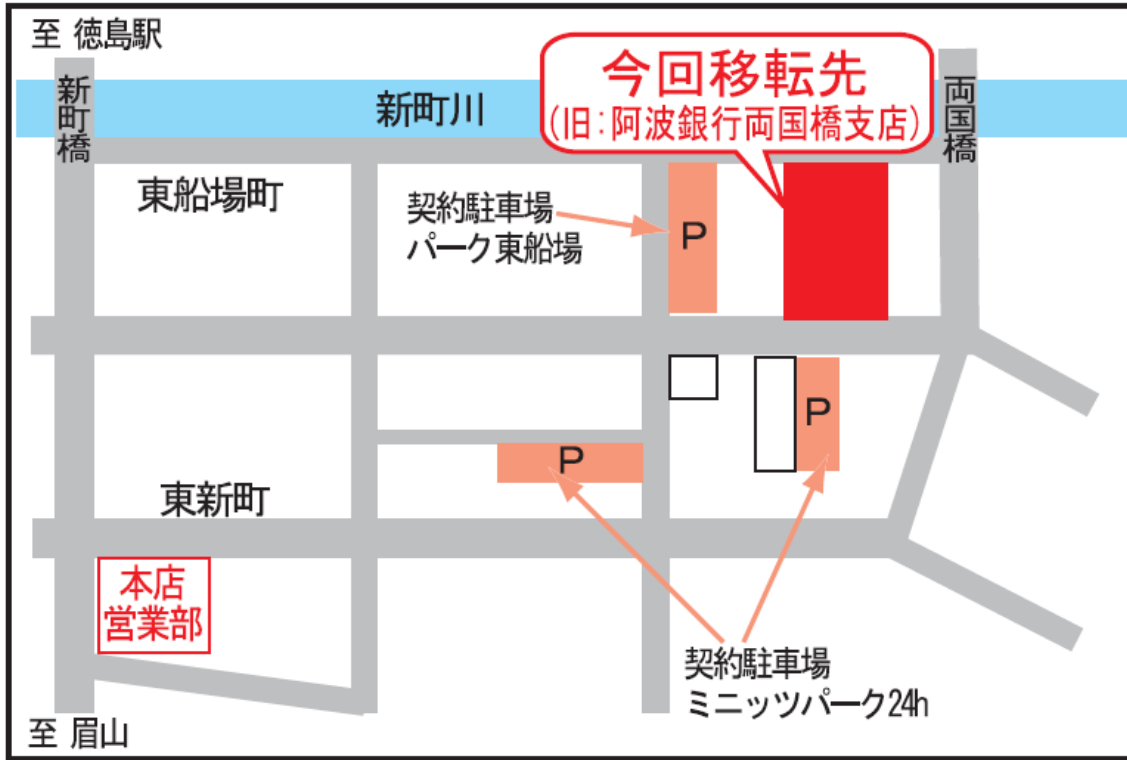 至 徳島駅
新町橋
新町川
今回移転先
(旧：阿波銀行両国橋支店)
両国橋
東船場町
契約駐車場
パーク東船場
P
P
P
東新町
本店
営業部
契約駐車場
ミニッツパーク24h
至 眉山